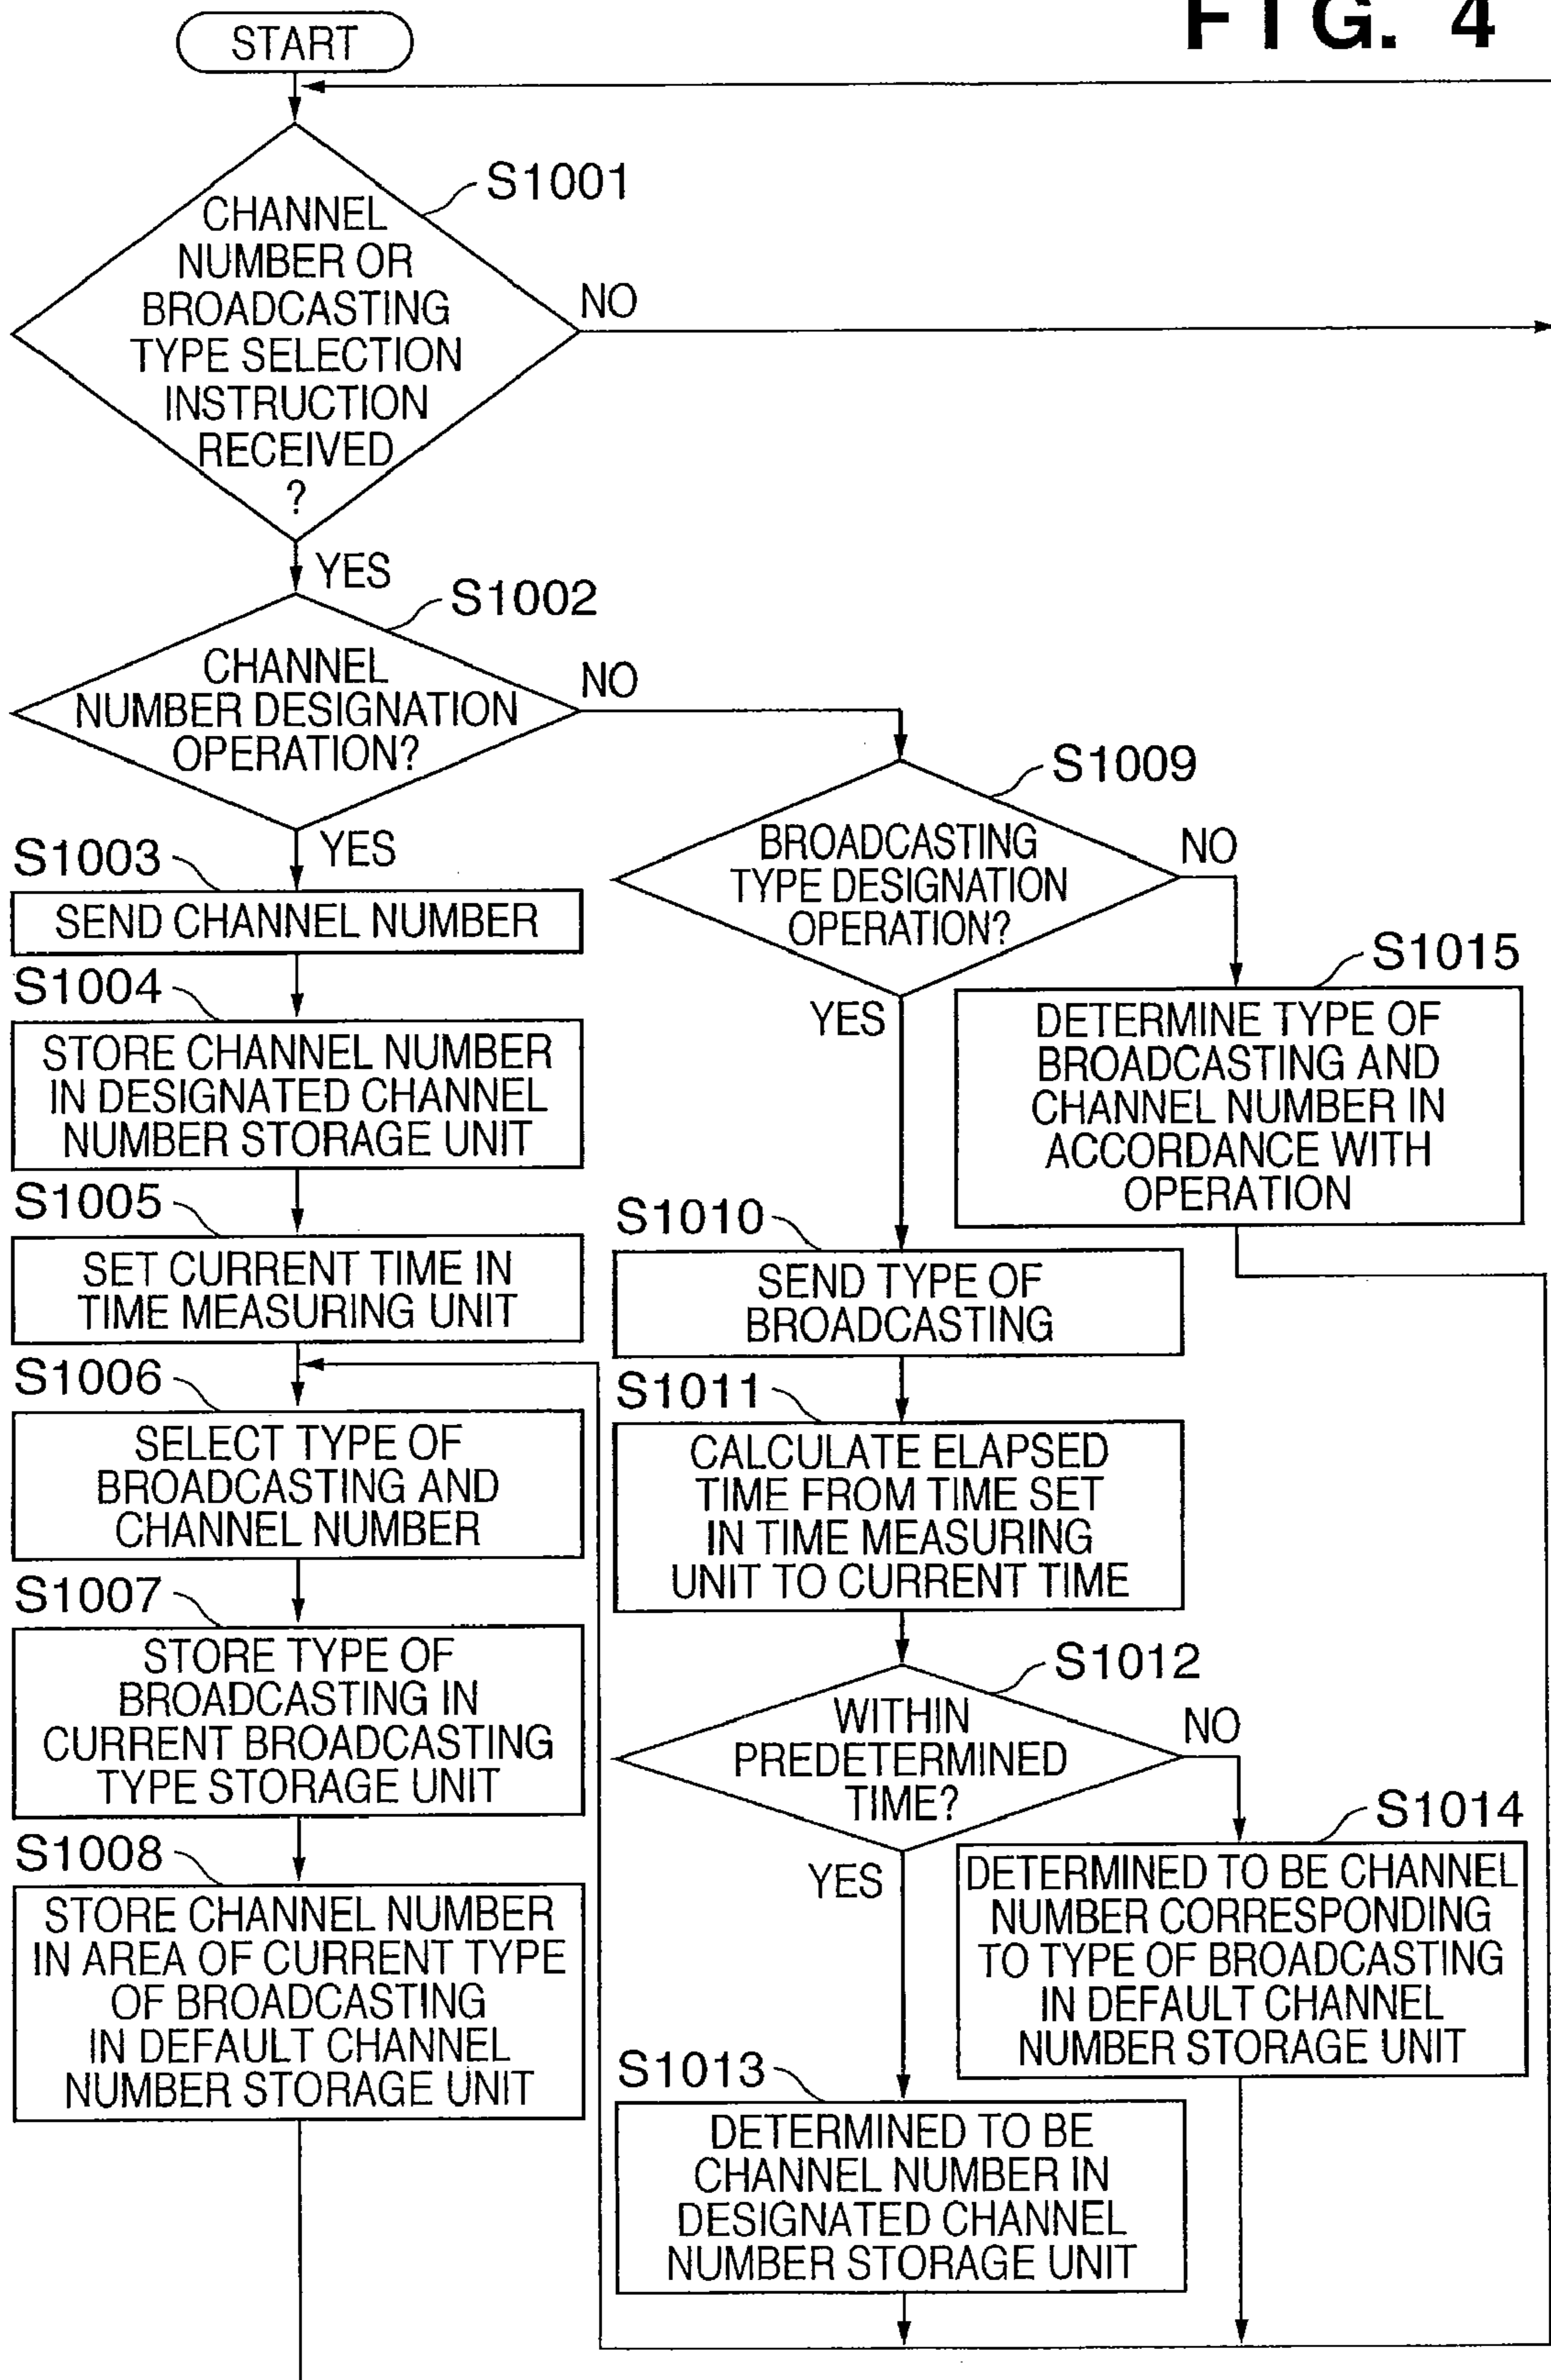 FIG. 4
START
S1001
CHANNEL
NUMBER OR
BROADCASTING
TYPE SELECTION
INSTRUCTION
RECEIVED
?
NO
YES
S1002
CHANNEL
NUMBER DESIGNATION
OPERATION?
NO
YES
S1003
SEND CHANNEL NUMBER
S1004
STORE CHANNEL NUMBER
IN DESIGNATED CHANNEL
NUMBER STORAGE UNIT
S1005
SET CURRENT TIME IN
TIME MEASURING UNIT
S1006
SELECT TYPE OF
BROADCASTING AND
CHANNEL NUMBER
S1007
STORE TYPE OF
BROADCASTING IN
CURRENT BROADCASTING
TYPE STORAGE UNIT
S1008
STORE CHANNEL NUMBER
IN AREA OF CURRENT TYPE
OF BROADCASTING
IN DEFAULT CHANNEL
NUMBER STORAGE UNIT
S1009
BROADCASTING
TYPE DESIGNATION
OPERATION?
NO
YES
S1015
DETERMINE TYPE OF
BROADCASTING AND
CHANNEL NUMBER IN
ACCORDANCE WITH
OPERATION
S1010
SEND TYPE OF
BROADCASTING
S1011
CALCULATE ELAPSED
TIME FROM TIME SET
IN TIME MEASURING
UNIT TO CURRENT TIME
S1012
WITHIN
PREDETERMINED
TIME?
NO
YES
S1014
DETERMINED TO BE CHANNEL
NUMBER CORRESPONDING
TO TYPE OF BROADCASTING
IN DEFAULT CHANNEL
NUMBER STORAGE UNIT
S1013
DETERMINED TO BE
CHANNEL NUMBER IN
DESIGNATED CHANNEL
NUMBER STORAGE UNIT